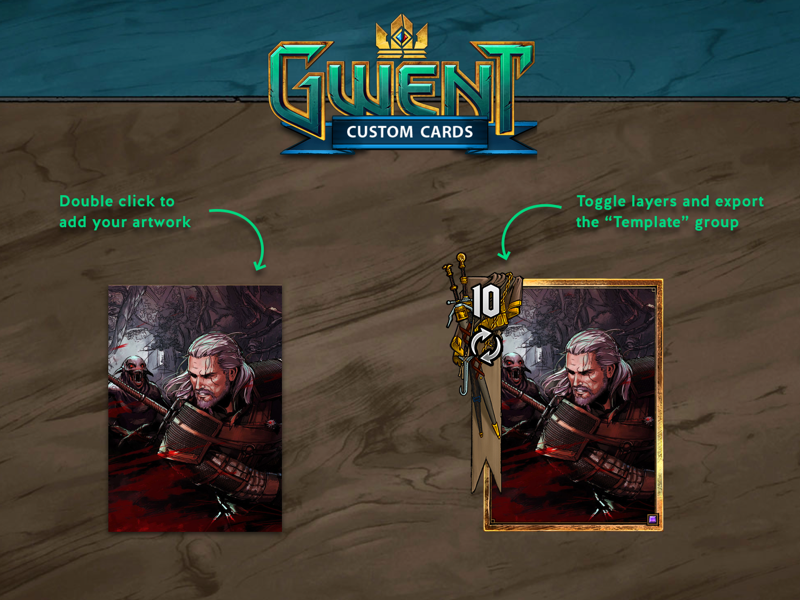 GWENT
CUSTOM CARDS
Double click to
add your artwork
Toggle layers and export
the “Template” group
10